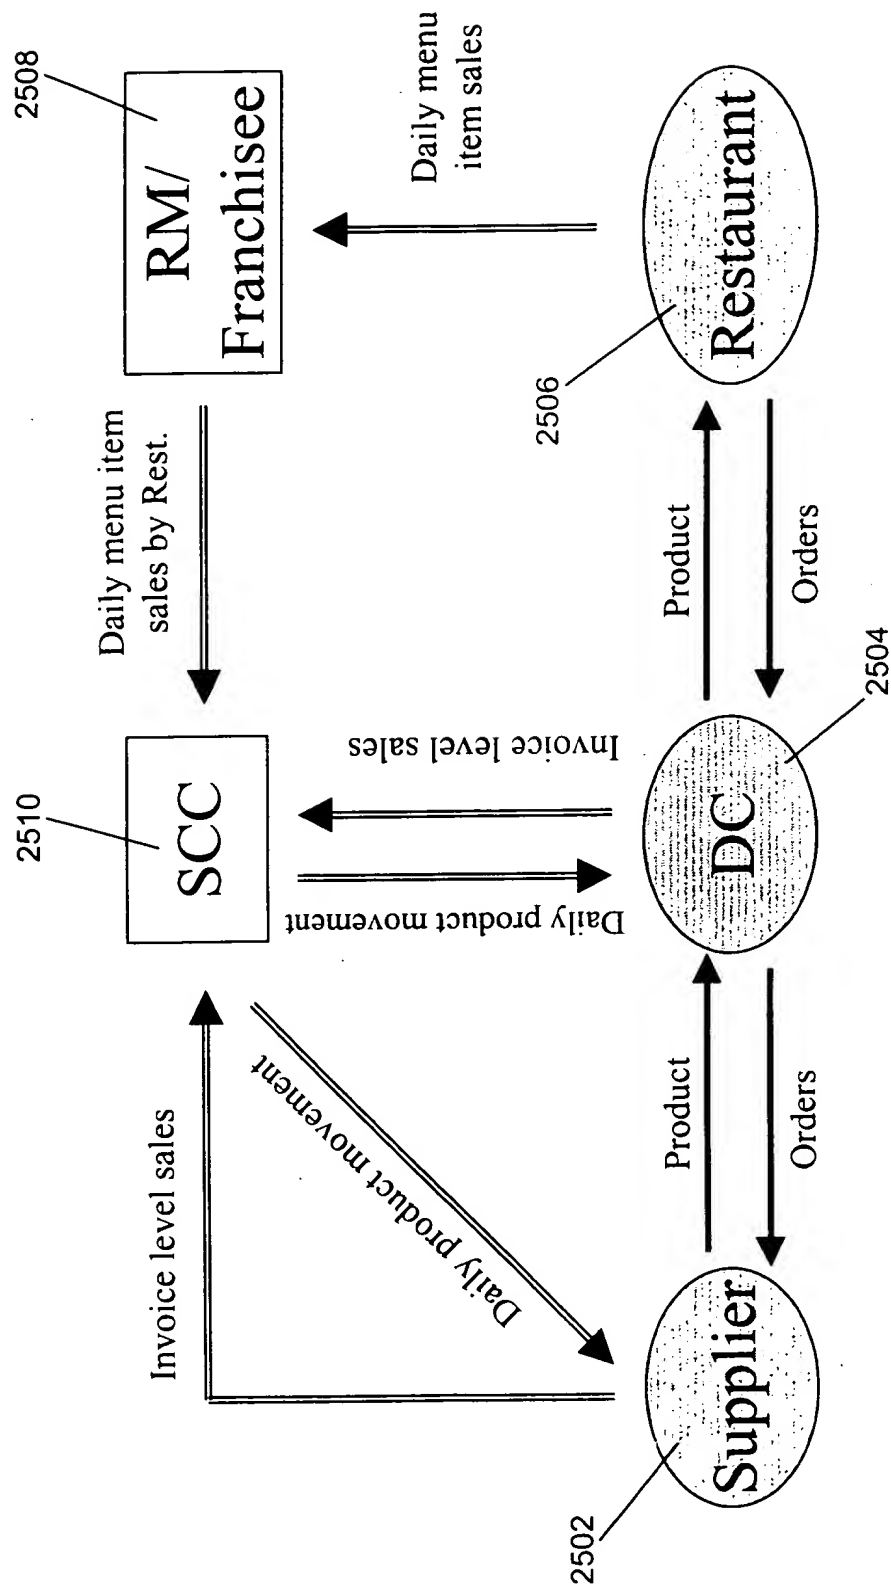 2510
2508
SCC
RM/
Franchisee
Daily menu item
sales by Rest.
Invoice level sales
Daily product movement
Daily product movement
Invoice level sales
Daily menu
item sales
2502
Supplier
Product
Orders
DC
2504
Product
Orders
2506
Restaurant